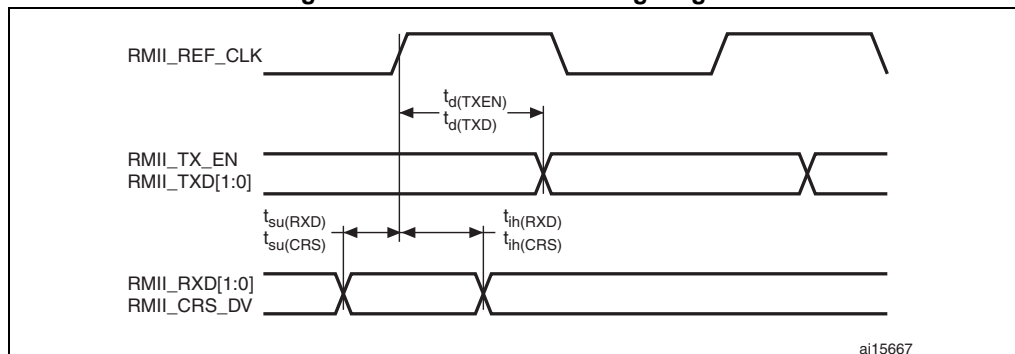 RMII_REF_CLK
td(TXEN)
td(TXD)
RMII_TX_EN
RMII_TXD[1:0]
tsu(RXD)
tsu(CRS)
tih(RXD)
tih(CRS)
RMII_RXD[1:0]
RMII_CRS_DV
ai15667